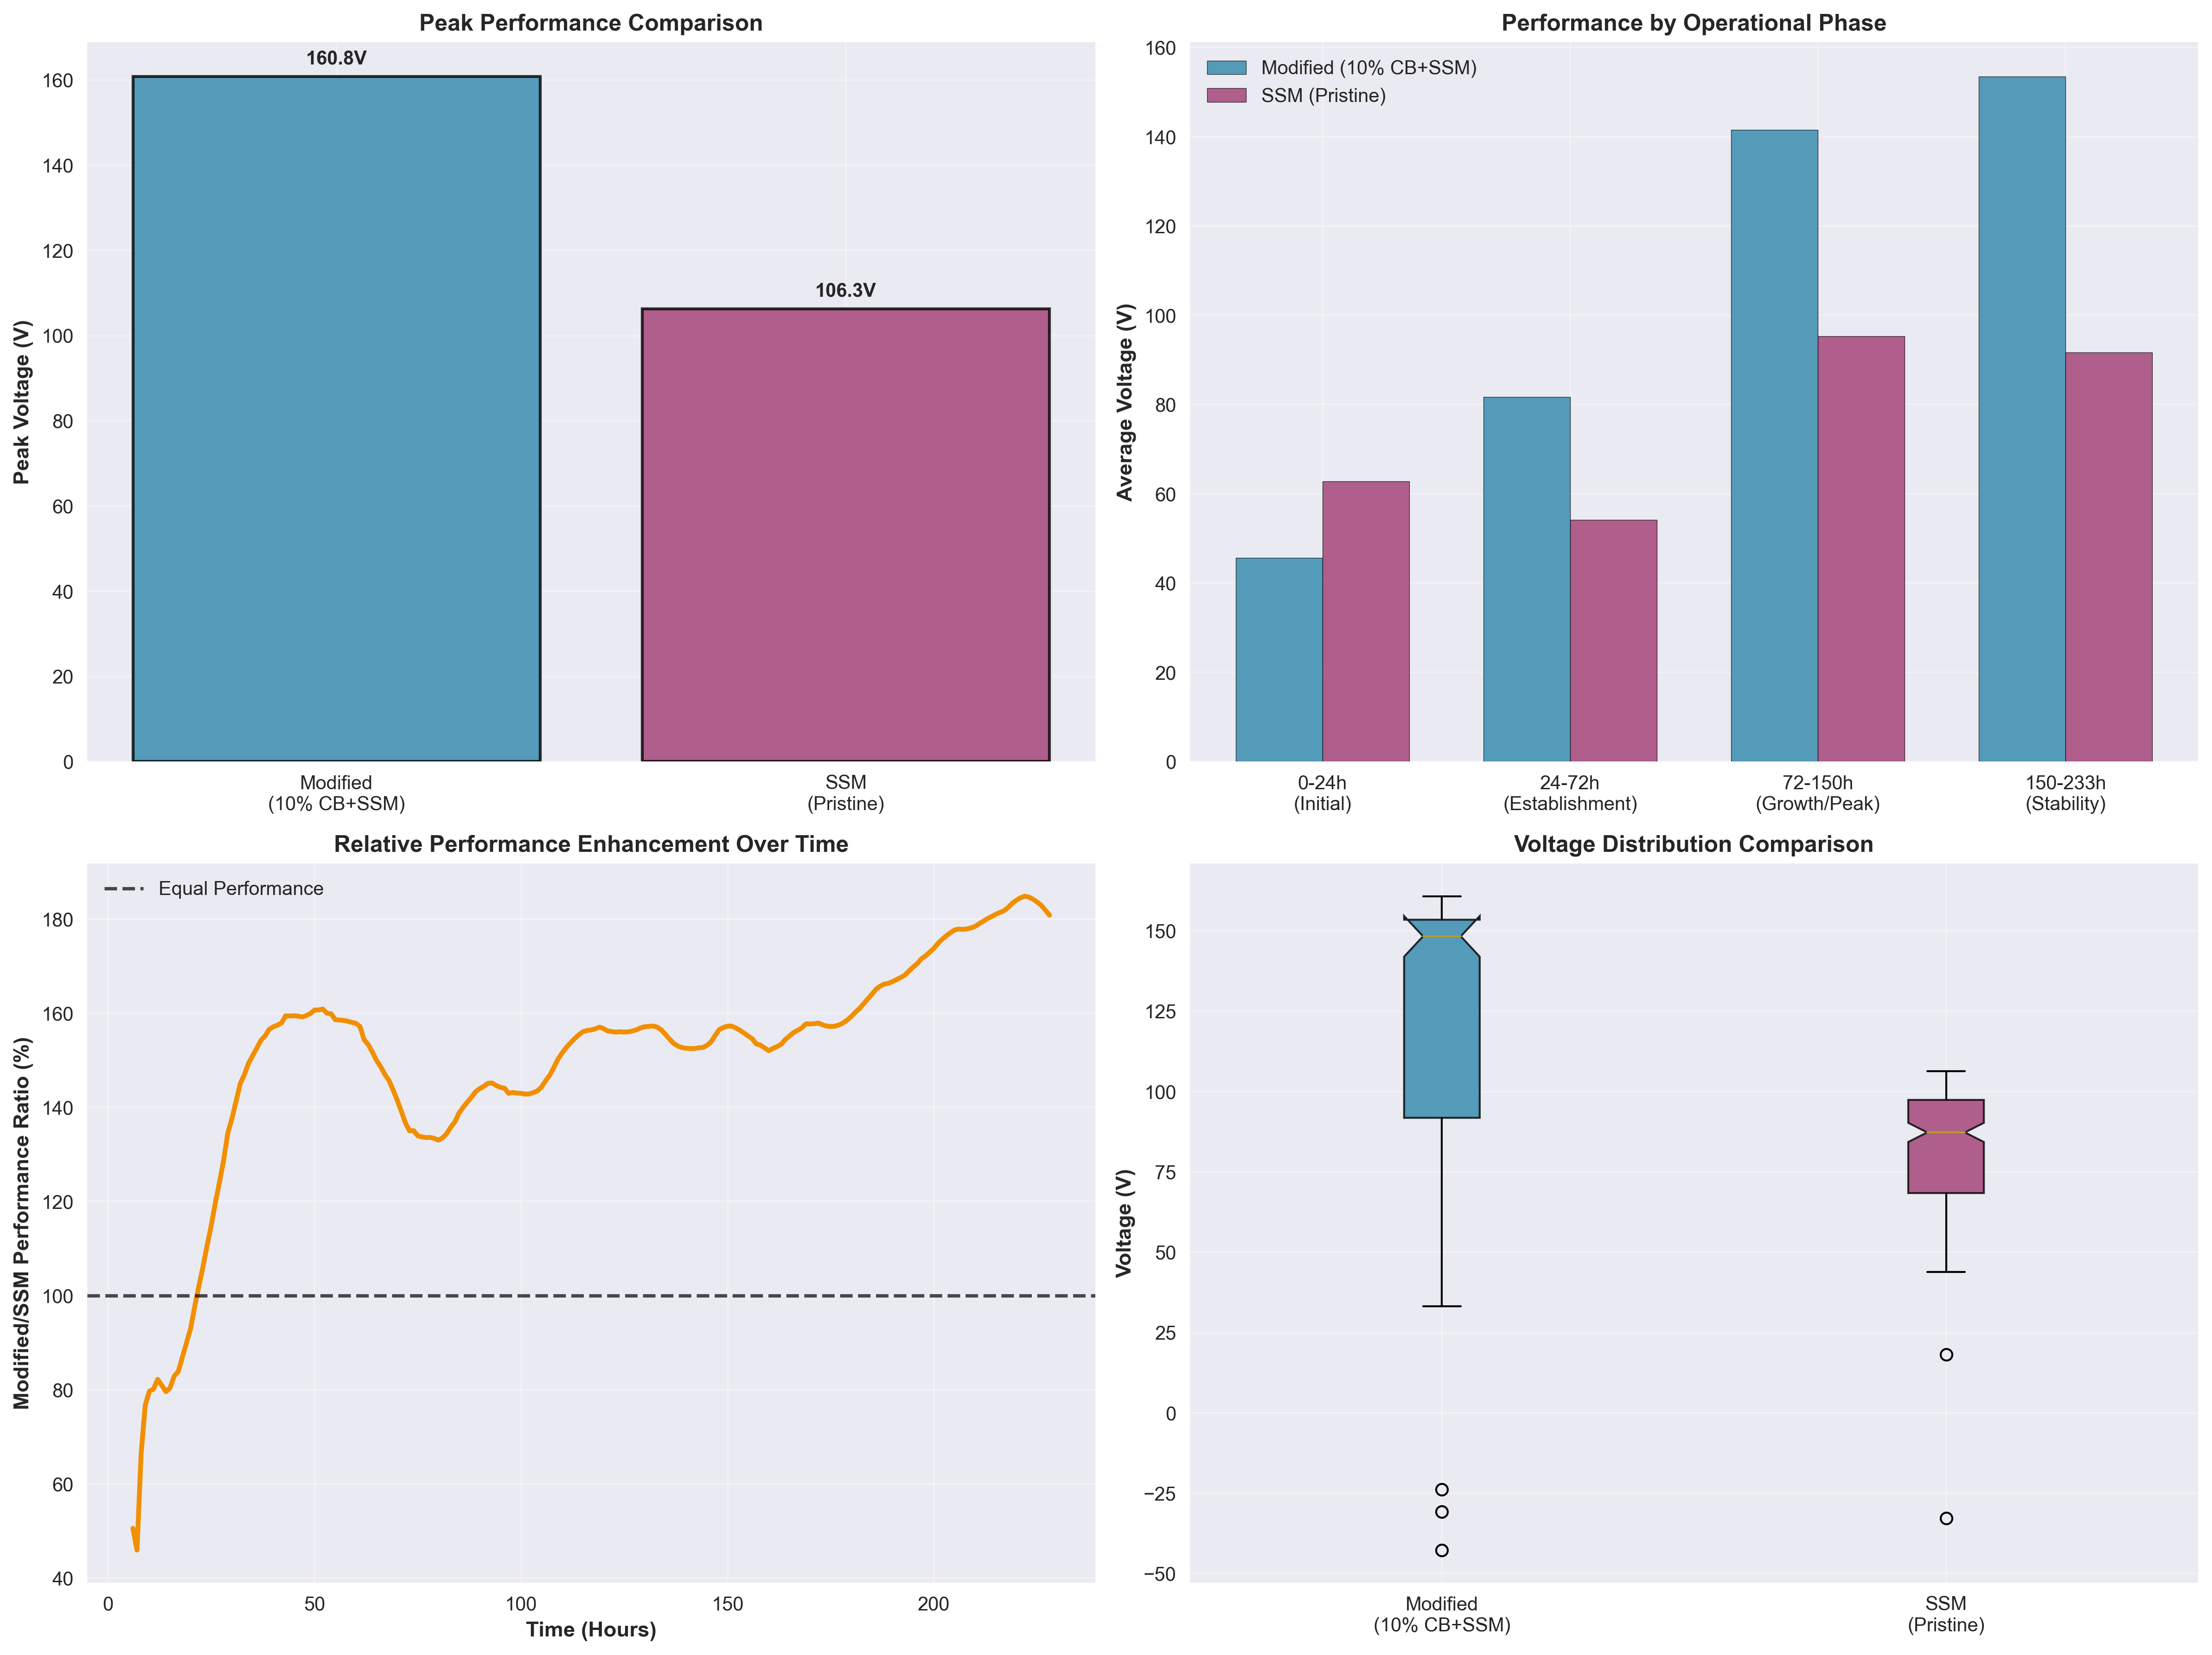 Peak Performance Comparison
160.8V
106.3V
Peak Voltage (V)
160
140
120
100
80
60
40
20
0
Modified
(10% CB+SSM)
SSM
(Pristine)
Performance by Operational Phase
Modified (10% CB+SSM)
SSM (Pristine)
Average Voltage (V)
160
140
120
100
80
60
40
20
0
0-24h
(Initial)
24-72h
(Establishment)
72-150h
(Growth/Peak)
150-233h
(Stability)
Relative Performance Enhancement Over Time
Equal Performance
Modified/SSM Performance Ratio (%)
180
160
140
120
100
80
60
40
0
50
100
150
200
Time (Hours)
Voltage Distribution Comparison
Voltage (V)
150
125
100
75
50
25
0
−25
−50
Modified
(10% CB+SSM)
SSM
(Pristine)